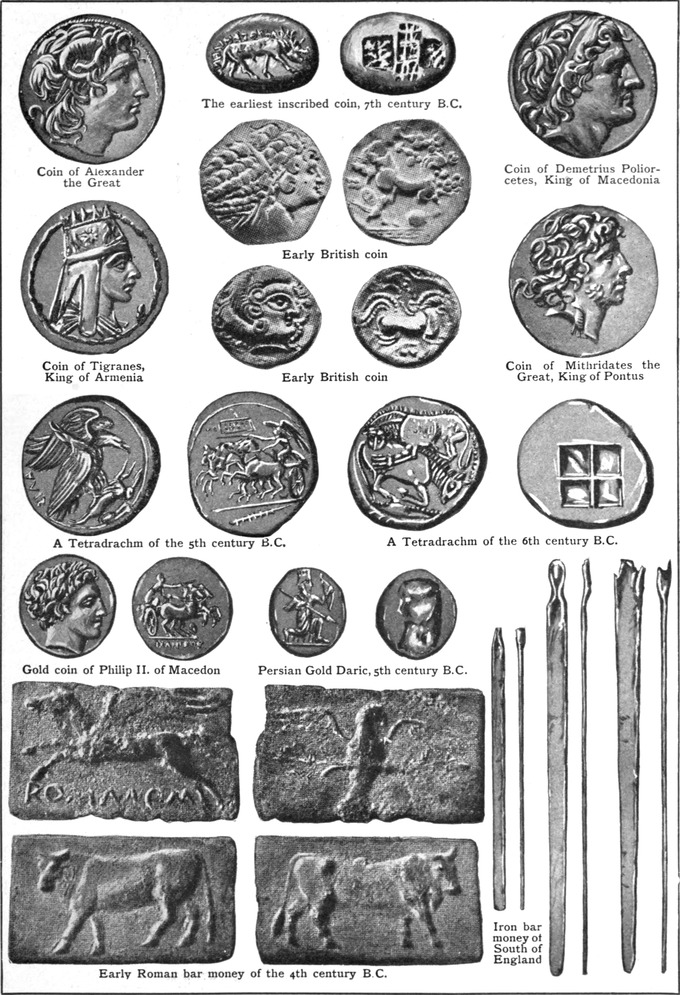 The earliest inscribed coin, 7th century B.C.
Coin of Alexander
the Great
Coin of Demetrius Polior-
cetes, King of Macedonia
Early British coin
Coin of Tigranes,
King of Armenia
Early British coin
Coin of Mithridates the
Great, King of Pontus
A Tetradrachm of the 5th century B.C.
A Tetradrachm of the 6th century B.C.
Gold coin of Philip II. of Macedon
Persian Gold Daric, 5th century B.C.
Iron bar
money of
South of
England
Early Roman bar money of the 4th century B.C.